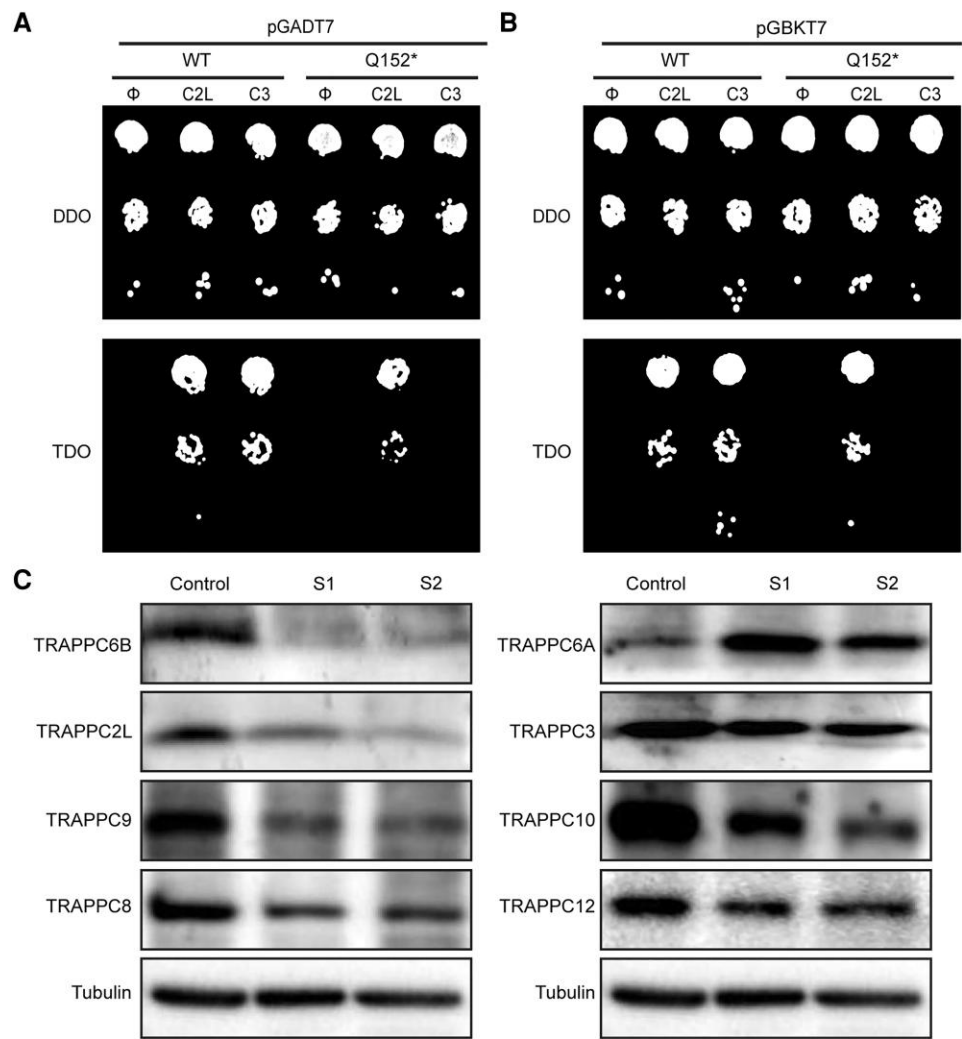 A
B
pGADT7
pGBKT7
WT
Q152*
WT
Q152*
Φ C2L C3 Φ C2L C3
Φ C2L C3 Φ C2L C3
DDO
DDO
TDO
TDO
C
Control S1 S2
Control S1 S2
TRAPPC6B
TRAPPC6A
TRAPPC2L
TRAPPC3
TRAPPC9
TRAPPC10
TRAPPC8
TRAPPC12
Tubulin
Tubulin